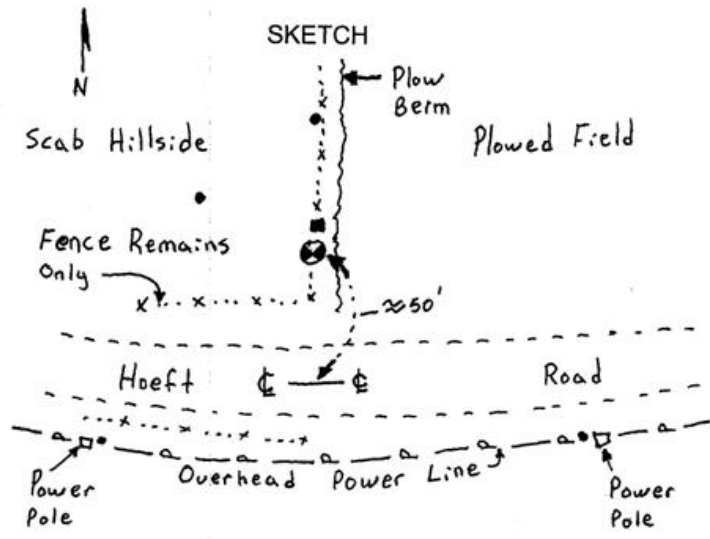 SKETCH
N
Plow
Berm
Scab Hillside
Plowed Field
Fence Remains
Only
≈50'
Hoeft
℄
℄
Road
Overhead Power Line
Power
Pole
Power
Pole